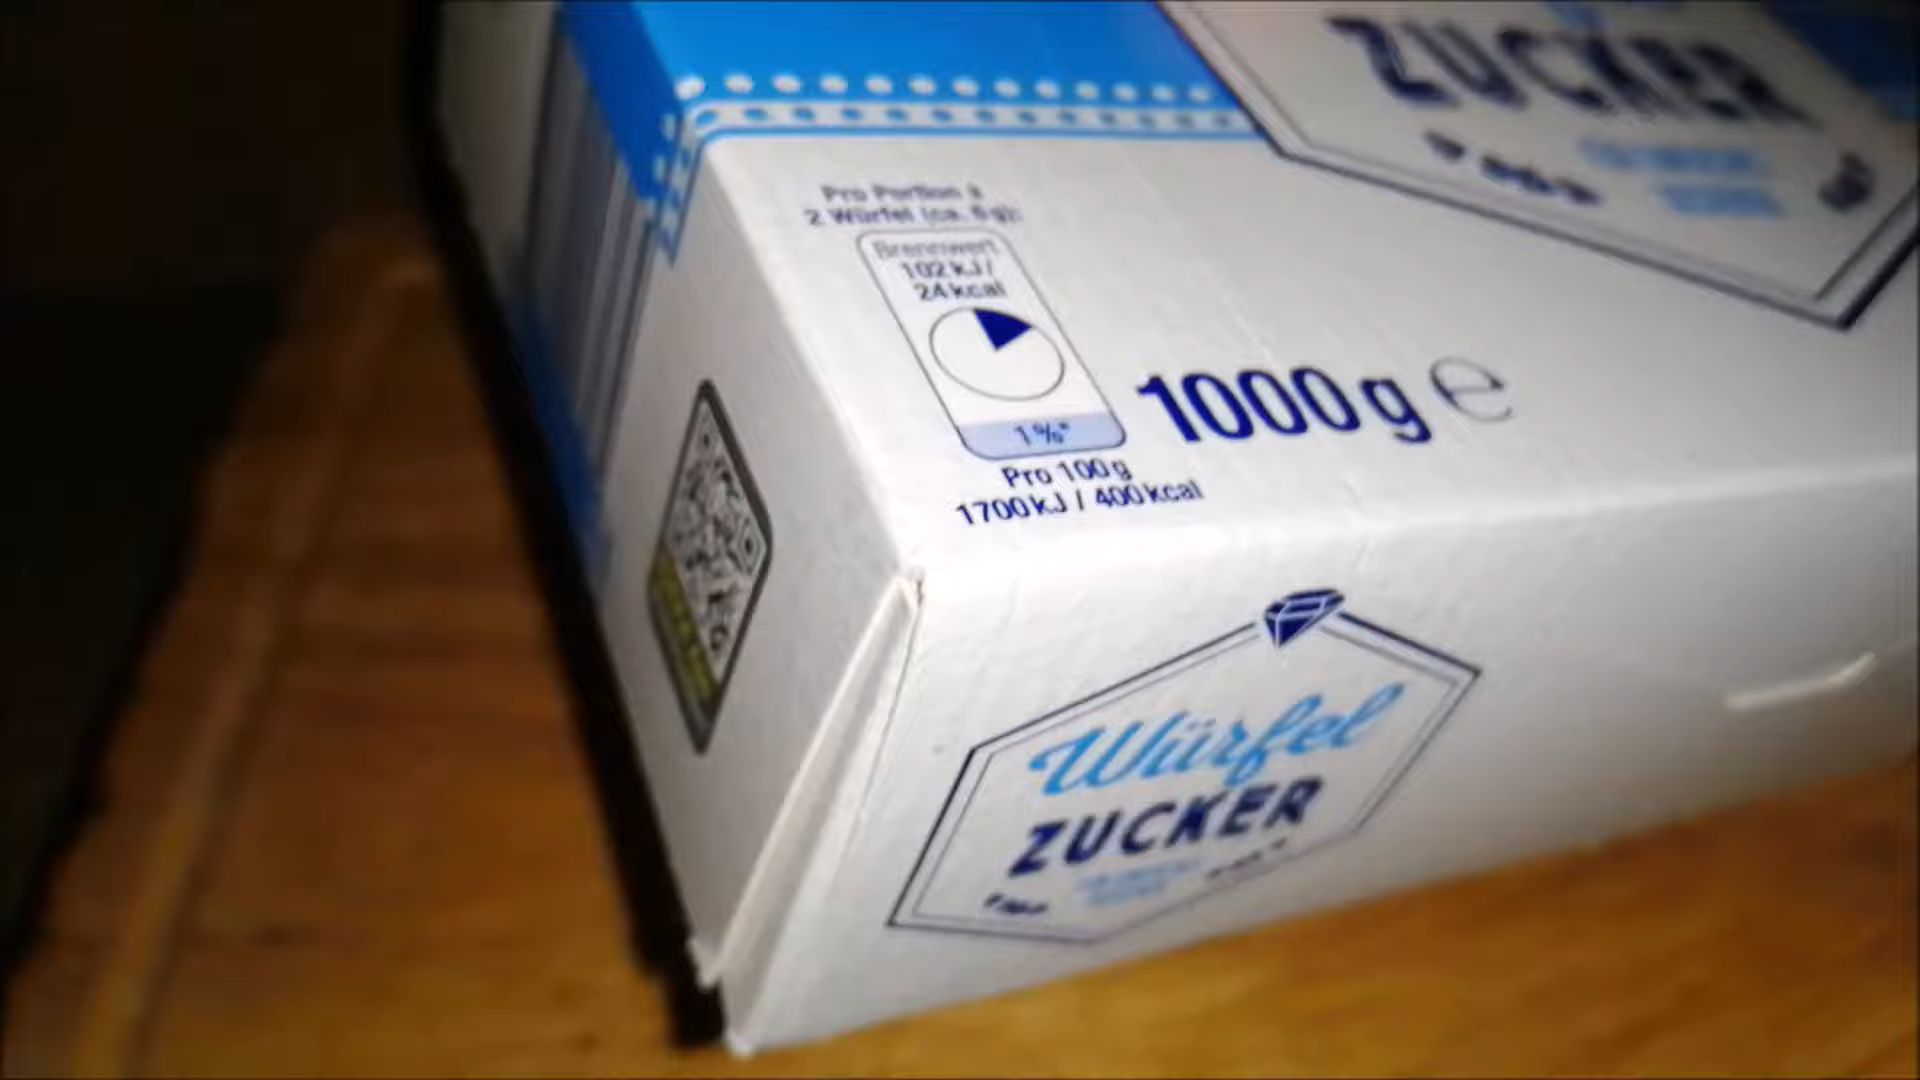 ZUCKER
Pro Portion à
2 Würfel (ca. 6 g):
Brennwert
102 kJ /
24 kcal
1 %*
1000 g e
Pro 100 g
1700 kJ / 400 kcal
Würfel
ZUCKER